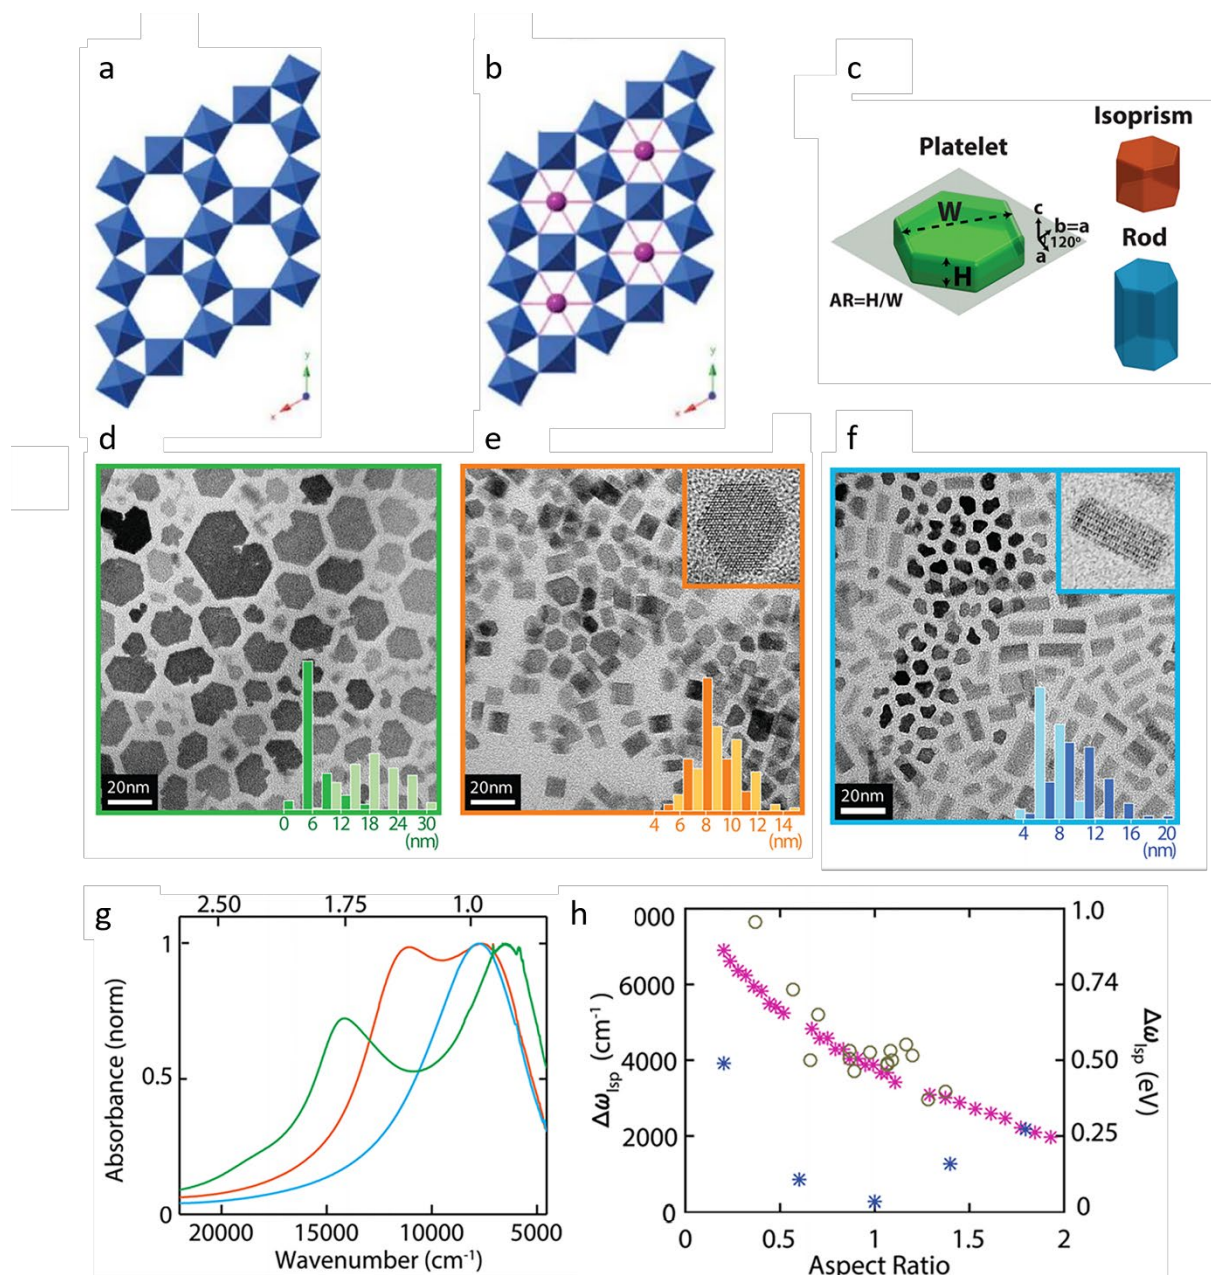 a
b
c
y
x
y
x
Isoprism
Platelet
W
c
b=a
120º
a
H
Rod
AR=H/W
d
e
f
20nm
0 6 12 18 24 30
(nm)
20nm
4 6 8 10 12 14
(nm)
20nm
4 8 12 16 20
(nm)
g
2.50 1.75 1.0
1
0.5
0
Absorbance (norm)
20000 15000 10000 5000
Wavenumber (cm⁻¹)
h
000
6000
4000
2000
0
Δωlsp (cm⁻¹)
1.0
0.74
0.50
0.25
0
Δωlsp (eV)
0 0.5 1 1.5 2
Aspect Ratio